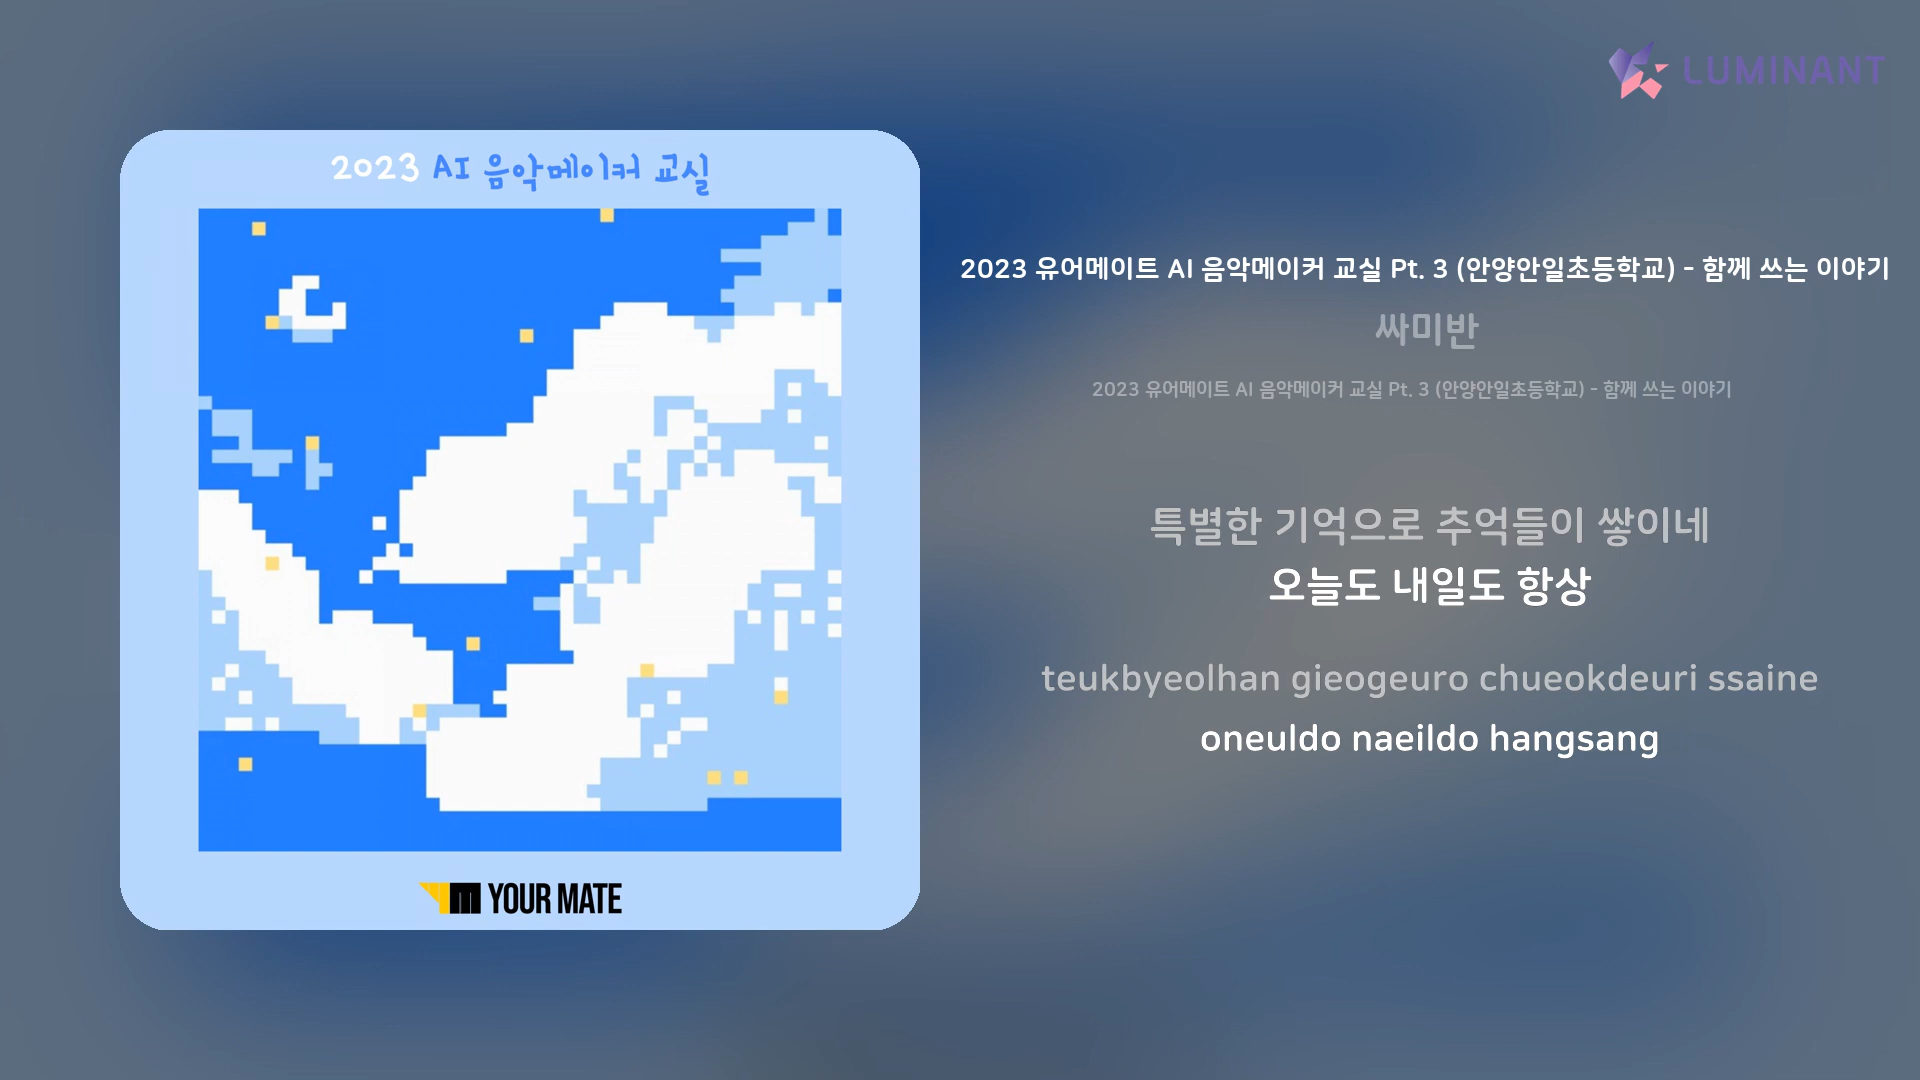 LUMINANT
2023 AI 음악메이커 교실
YOUR MATE
2023 유어메이트 AI 음악메이커 교실 Pt. 3 (안양안일초등학교) - 함께 쓰는 이야기
싸미반
2023 유어메이트 AI 음악메이커 교실 Pt. 3 (안양안일초등학교) - 함께 쓰는 이야기
특별한 기억으로 추억들이 쌓이네
오늘도 내일도 항상
teukbyeolhan gieogeuro chueokdeuri ssaine
oneuldo naeildo hangsang